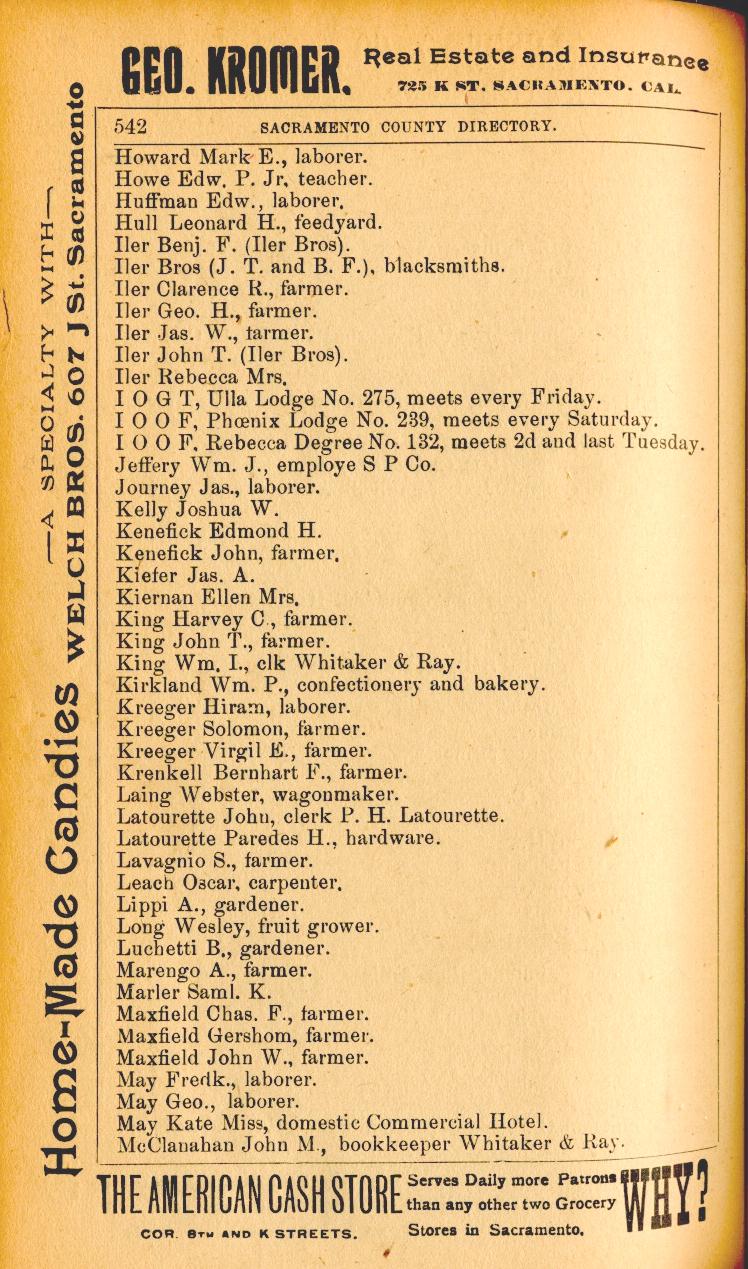 GEO. KROMER. Real Estate and Insurance
725 K ST. SACRAMENTO. CAL.
542 SACRAMENTO COUNTY DIRECTORY.
Howard Mark E., laborer.
Howe Edw. P. Jr, teacher.
Huffman Edw., laborer.
Hull Leonard H., feedyard.
Iler Benj. F. (Iler Bros).
Iler Bros (J. T. and B. F.), blacksmiths.
Iler Clarence R., farmer.
Iler Geo. H., farmer.
Iler Jas. W., tarmer.
Iler John T. (Iler Bros).
Iler Rebecca Mrs.
I O G T, Ulla Lodge No. 275, meets every Friday.
I O O F, Phœnix Lodge No. 239, meets every Saturday.
I O O F, Rebecca Degree No. 132, meets 2d and last Tuesday.
Jeffery Wm. J., employe S P Co.
Journey Jas., laborer.
Kelly Joshua W.
Kenefick Edmond H.
Kenefick John, farmer.
Kiefer Jas. A.
Kiernan Ellen Mrs.
King Harvey C., farmer.
King John T., farmer.
King Wm. I., clk Whitaker & Ray.
Kirkland Wm. P., confectionery and bakery.
Kreeger Hiram, laborer.
Kreeger Solomon, farmer.
Kreeger Virgil E., farmer.
Krenkell Bernhart F., farmer.
Laing Webster, wagonmaker.
Latourette John, clerk P. H. Latourette.
Latourette Paredes H., hardware.
Lavagnio S., farmer.
Leach Oscar, carpenter.
Lippi A., gardener.
Long Wesley, fruit grower.
Luchetti B., gardener.
Marengo A., farmer.
Marler Saml. K.
Maxfield Chas. F., farmer.
Maxfield Gershom, farmer.
Maxfield John W., farmer.
May Fredk., laborer.
May Geo., laborer.
May Kate Miss, domestic Commercial Hotel.
McClanahan John M., bookkeeper Whitaker & Ray.
Home-Made Candies —A SPECIALTY WITH—
WELCH BROS. 607 J St. Sacramento
THE AMERICAN CASH STORE
COR. 8TH AND K STREETS.
Serves Daily more Patrons
than any other two Grocery
Stores in Sacramento.
WHY?